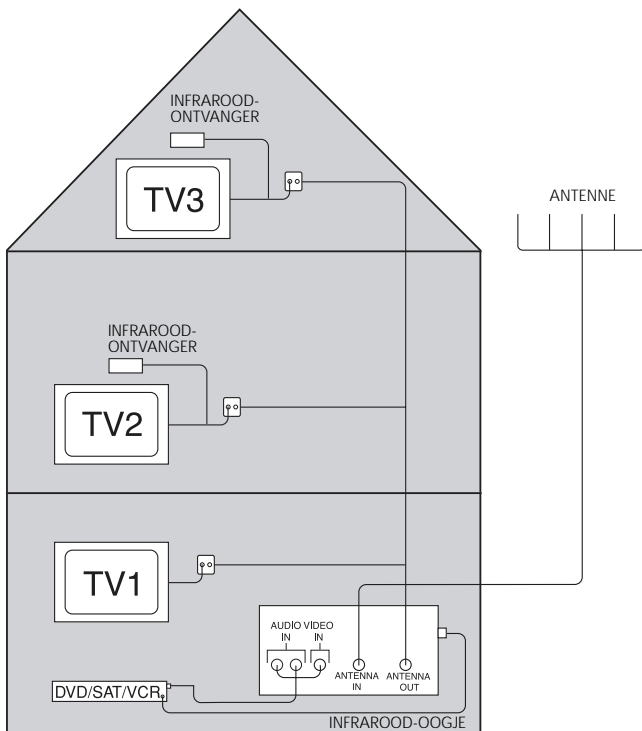 INFRAROOD-
ONTVANGER
TV3
ANTENNE
INFRAROOD-
ONTVANGER
TV2
TV1
AUDIO VIDEO
IN IN
ANTENNA
IN
ANTENNA
OUT
DVD/SAT/VCR
INFRAROOD-OOGJE